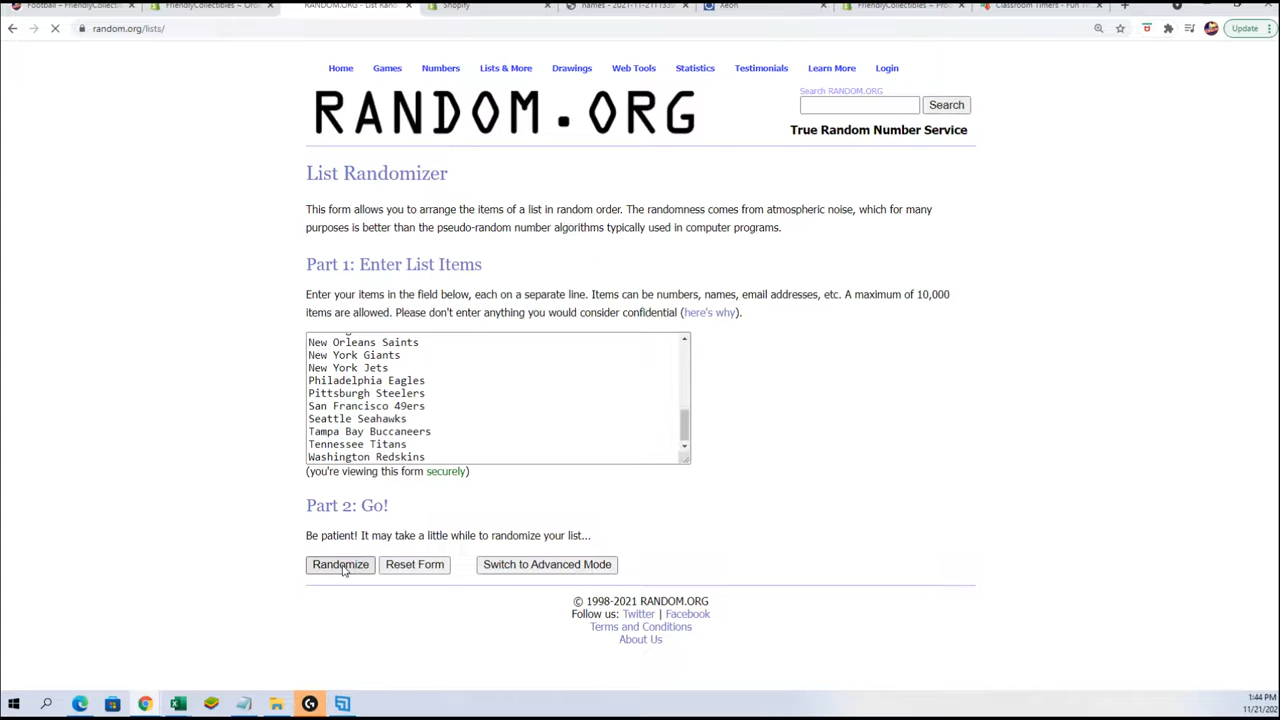 Football – FriendlyCollectibles ~ Or
FriendlyCollectibles ~ Ord
RANDOM.ORG - List Rando
Shopify
names - 2021-11-21T1339
Xeon
FriendlyCollectibles ~ Pro
Classroom Timers - Fun Ti
random.org/lists/
Update
Home Games Numbers Lists & More Drawings Web Tools Statistics Testimonials Learn More Login
RANDOM.ORG
Search RANDOM.ORG
Search
True Random Number Service
List Randomizer
This form allows you to arrange the items of a list in random order. The randomness comes from atmospheric noise, which for many
purposes is better than the pseudo-random number algorithms typically used in computer programs.
Part 1: Enter List Items
Enter your items in the field below, each on a separate line. Items can be numbers, names, email addresses, etc. A maximum of 10,000
items are allowed. Please don't enter anything you would consider confidential (here's why).
New Orleans Saints
New York Giants
New York Jets
Philadelphia Eagles
Pittsburgh Steelers
San Francisco 49ers
Seattle Seahawks
Tampa Bay Buccaneers
Tennessee Titans
Washington Redskins
(you're viewing this form securely)
Part 2: Go!
Be patient! It may take a little while to randomize your list...
Randomize Reset Form Switch to Advanced Mode
© 1998-2021 RANDOM.ORG
Follow us: Twitter | Facebook
Terms and Conditions
About Us
1:44 PM
11/21/202